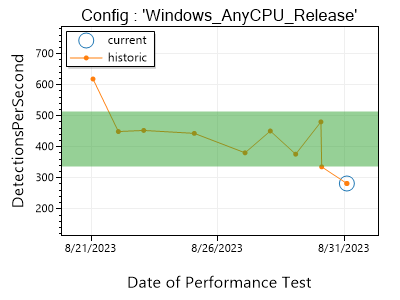 Config : 'Windows_AnyCPU_Release'
current
historic
DetectionsPerSecond
700
600
500
400
300
200
8/21/2023
8/26/2023
8/31/2023
Date of Performance Test